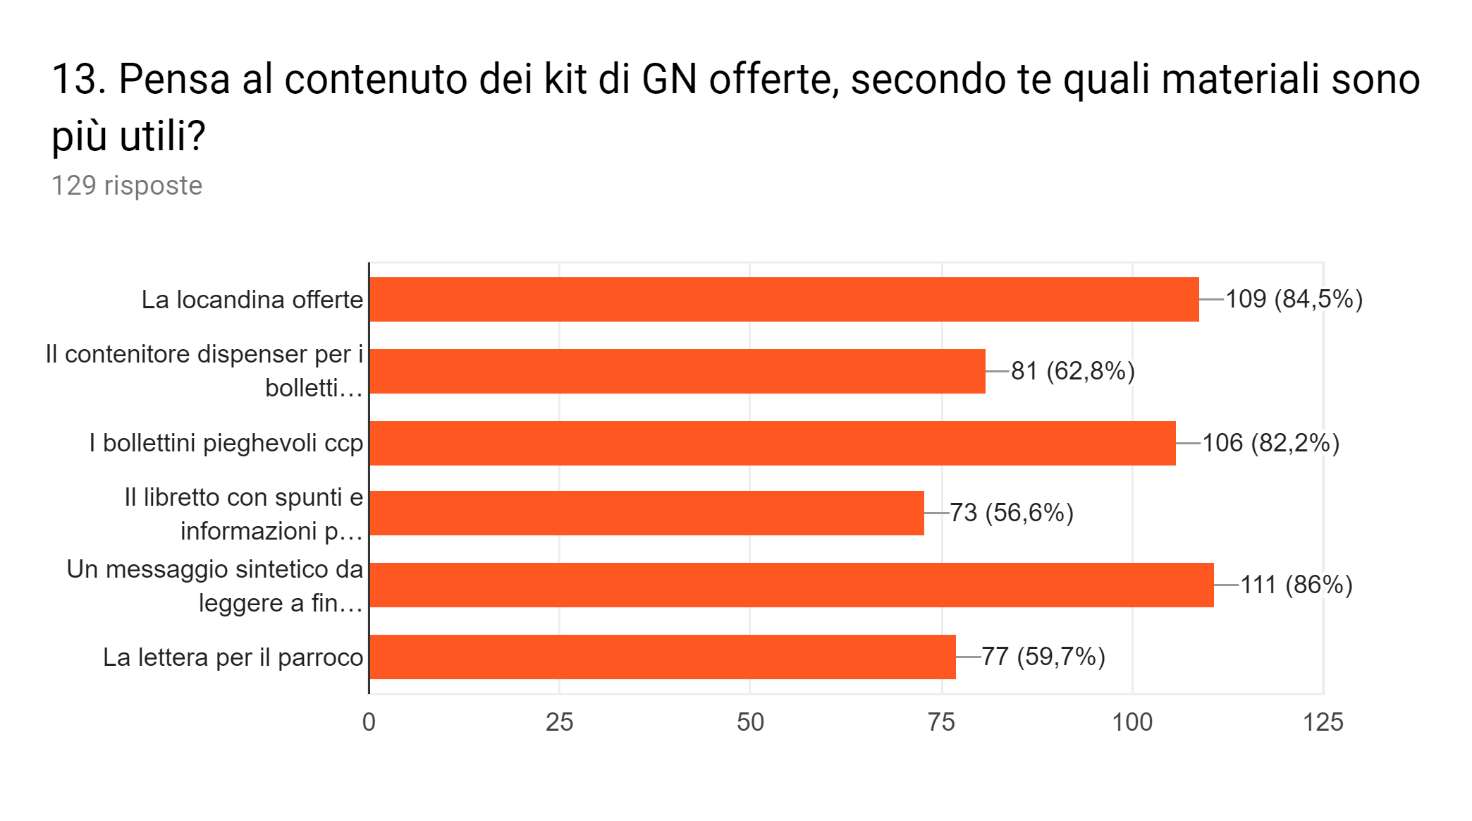 13. Pensa al contenuto dei kit di GN offerte, secondo te quali materiali sono
più utili?
129 risposte
La locandina offerte
109 (84,5%)
Il contenitore dispenser per i
bolletti…
81 (62,8%)
I bollettini pieghevoli ccp
106 (82,2%)
Il libretto con spunti e
informazioni p…
73 (56,6%)
Un messaggio sintetico da
leggere a fin…
111 (86%)
La lettera per il parroco
77 (59,7%)
0 25 50 75 100 125